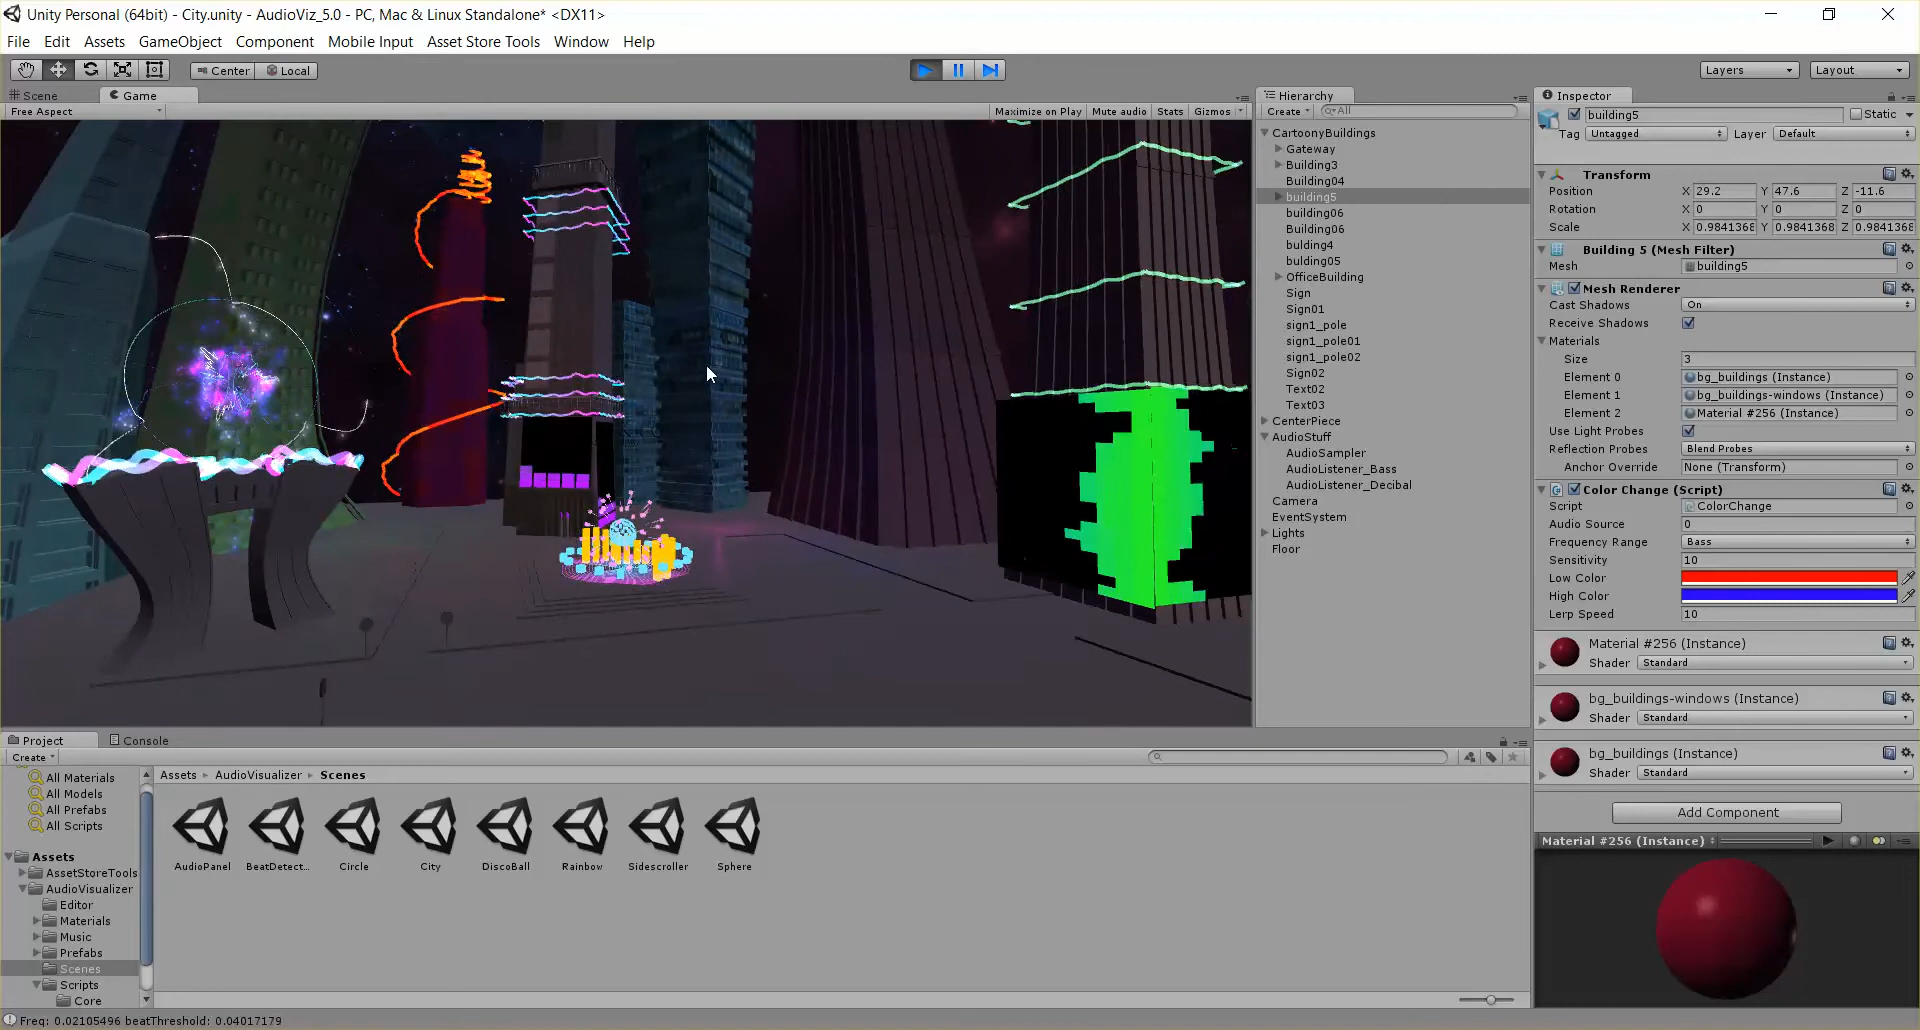 Unity Personal (64bit) - City.unity - AudioViz_5.0 - PC, Mac & Linux Standalone* <DX11>
File Edit Assets GameObject Component Mobile Input Asset Store Tools Window Help
Center Local Layers Layout
Scene Game
Free Aspect Maximize on Play Mute audio Stats Gizmos
Hierarchy
Create All
CartoonyBuildings
Gateway
Building3
Building04
building5
building06
Building06
bulding4
bulding05
OfficeBuilding
Sign
Sign01
sign1_pole
sign1_pole01
sign1_pole02
Sign02
Text02
Text03
CenterPiece
AudioStuff
AudioSampler
AudioListener_Bass
AudioListener_Decibal
Camera
EventSystem
Lights
Floor
Inspector
building5 Static
Tag Untagged Layer Default
Transform
Position X 29.2 Y 47.6 Z -11.6
Rotation X 0 Y 0 Z 0
Scale X 0.9841368 Y 0.9841368 Z 0.9841368
Building 5 (Mesh Filter)
Mesh building5
Mesh Renderer
Cast Shadows On
Receive Shadows
Materials
Size 3
Element 0 bg_buildings (Instance)
Element 1 bg_buildings-windows (Instance)
Element 2 Material #256 (Instance)
Use Light Probes
Reflection Probes Blend Probes
Anchor Override None (Transform)
Color Change (Script)
Script ColorChange
Audio Source 0
Frequency Range Bass
Sensitivity 10
Low Color
High Color
Lerp Speed 10
Material #256 (Instance)
Shader Standard
bg_buildings-windows (Instance)
Shader Standard
bg_buildings (Instance)
Shader Standard
Add Component
Material #256 (Instance)
Project Console
Create
All Materials
All Models
All Prefabs
All Scripts
Assets
AssetStoreTools
AudioVisualizer
Editor
Materials
Music
Prefabs
Scenes
Scripts
Core
Assets AudioVisualizer Scenes
AudioPanel BeatDetect... Circle City DiscoBall Rainbow Sidescroller Sphere
Freq: 0.02105496 beatThreshold: 0.04017179